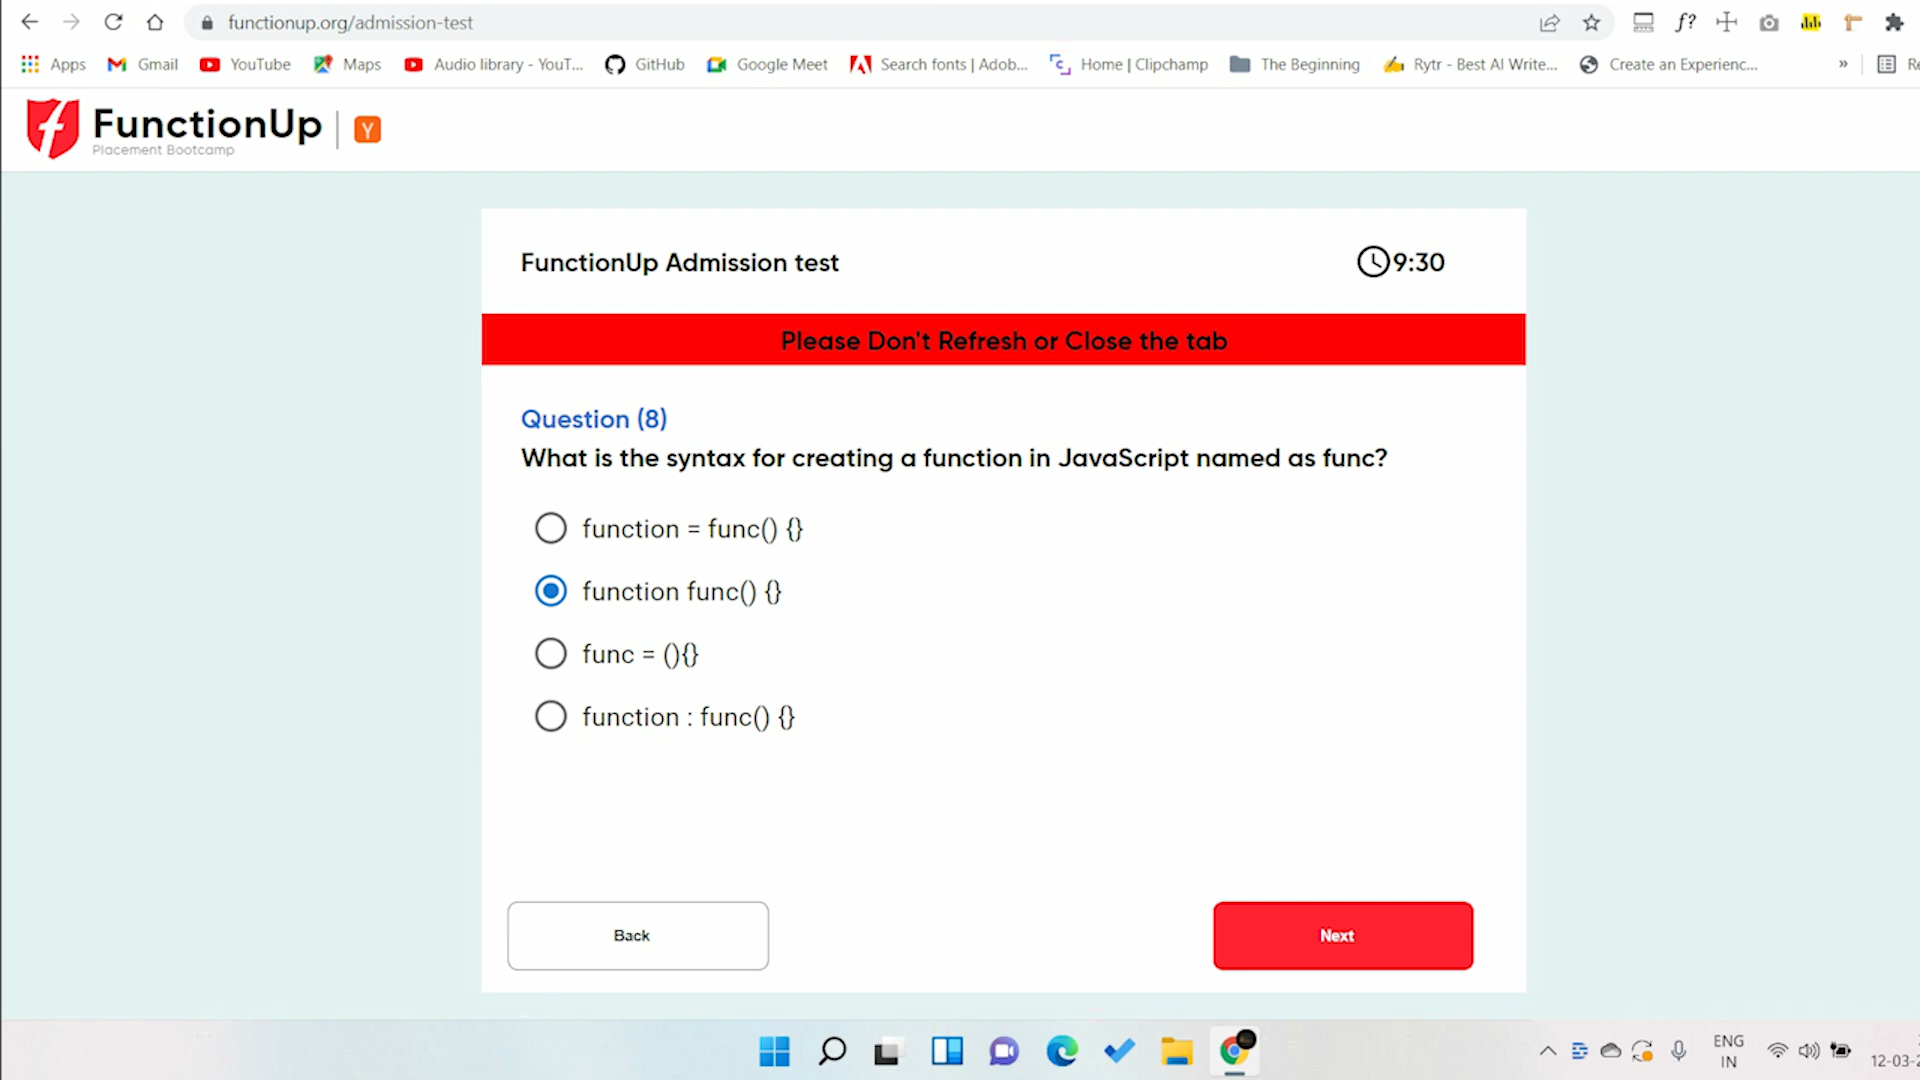 functionup.org/admission-test
f?
Apps
Gmail
YouTube
Maps
Audio library - YouT...
GitHub
Google Meet
Search fonts | Adob...
Home | Clipchamp
The Beginning
Rytr - Best AI Write...
Create an Experienc...
»
FunctionUp
Placement Bootcamp
Y
FunctionUp Admission test
9:30
Please Don't Refresh or Close the tab
Question (8)
What is the syntax for creating a function in JavaScript named as func?
function = func() {}
function func() {}
func = (){}
function : func() {}
Back
Next
ENG
IN
12-03-